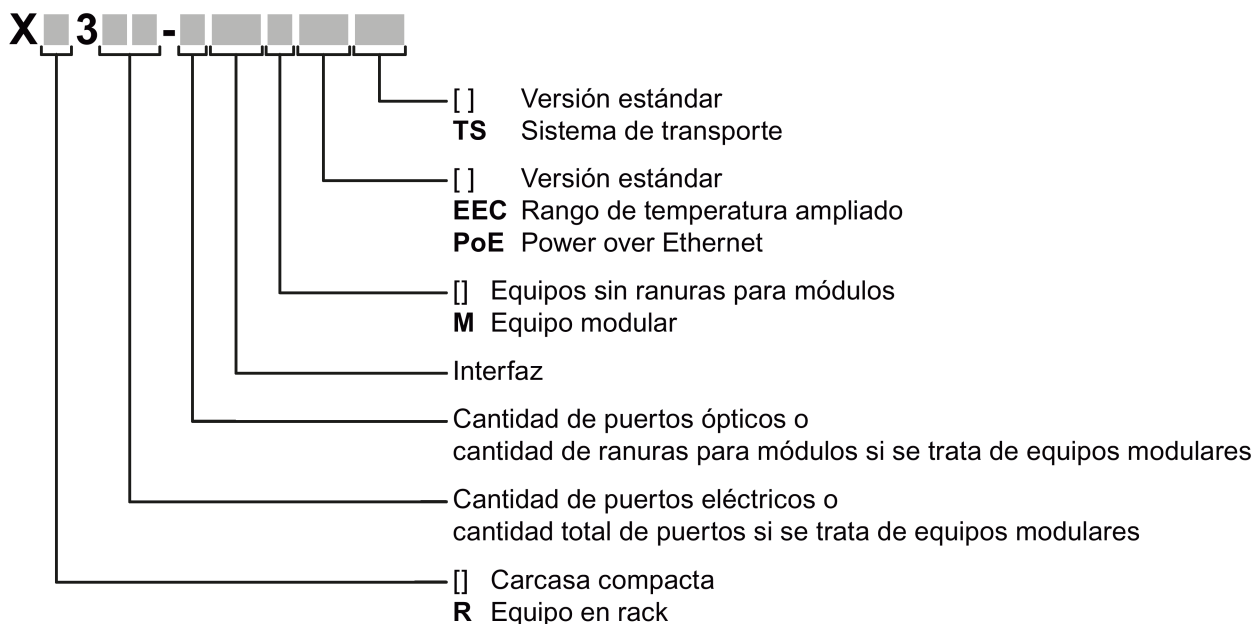 X 3 -
[ ] Versión estándar
TS Sistema de transporte
[ ] Versión estándar
EEC Rango de temperatura ampliado
PoE Power over Ethernet
[] Equipos sin ranuras para módulos
M Equipo modular
Interfaz
Cantidad de puertos ópticos o
cantidad de ranuras para módulos si se trata de equipos modulares
Cantidad de puertos eléctricos o
cantidad total de puertos si se trata de equipos modulares
[] Carcasa compacta
R Equipo en rack